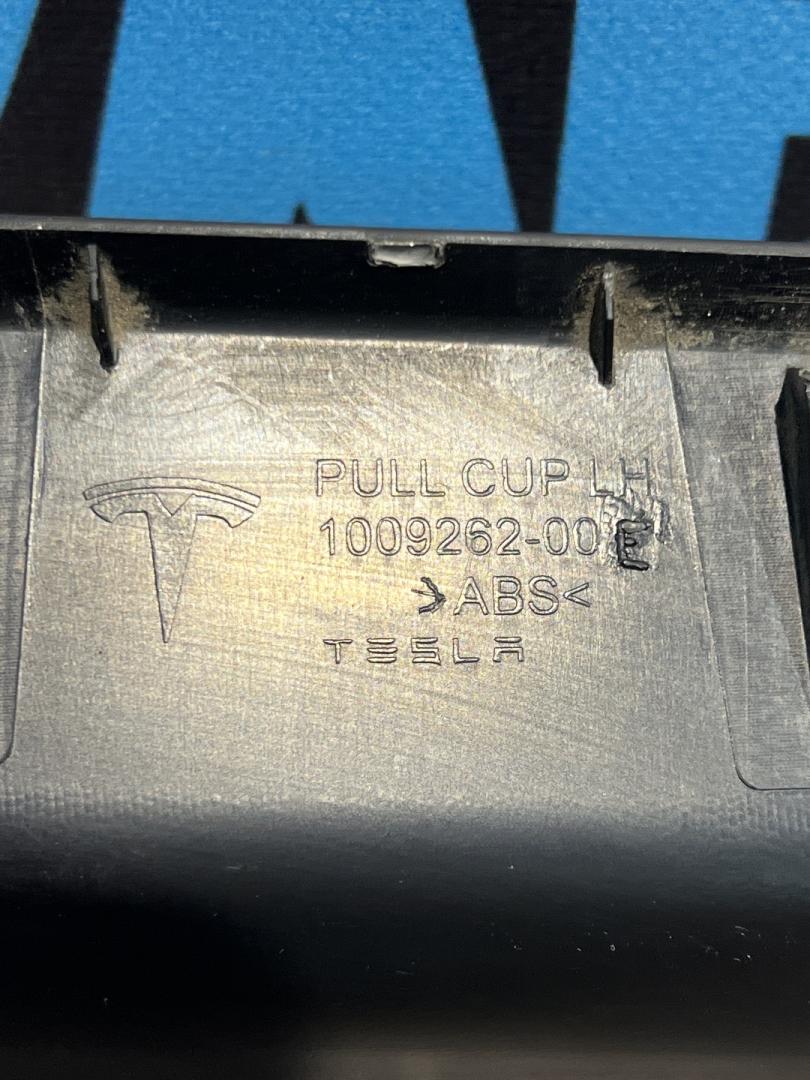 PULL CUP LH
1009262-00 E
>ABS<
TESLA